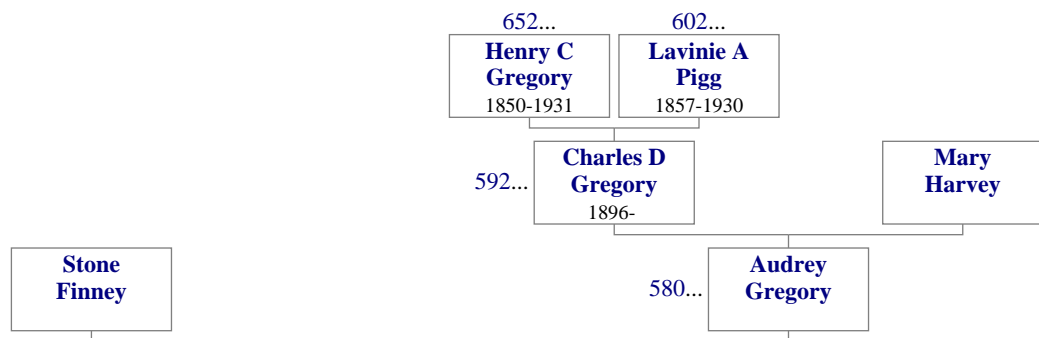 652...
602...
Henry C
Gregory
1850-1931
Lavinie A
Pigg
1857-1930
592...
Charles D
Gregory
1896-
Mary
Harvey
Stone
Finney
580...
Audrey
Gregory